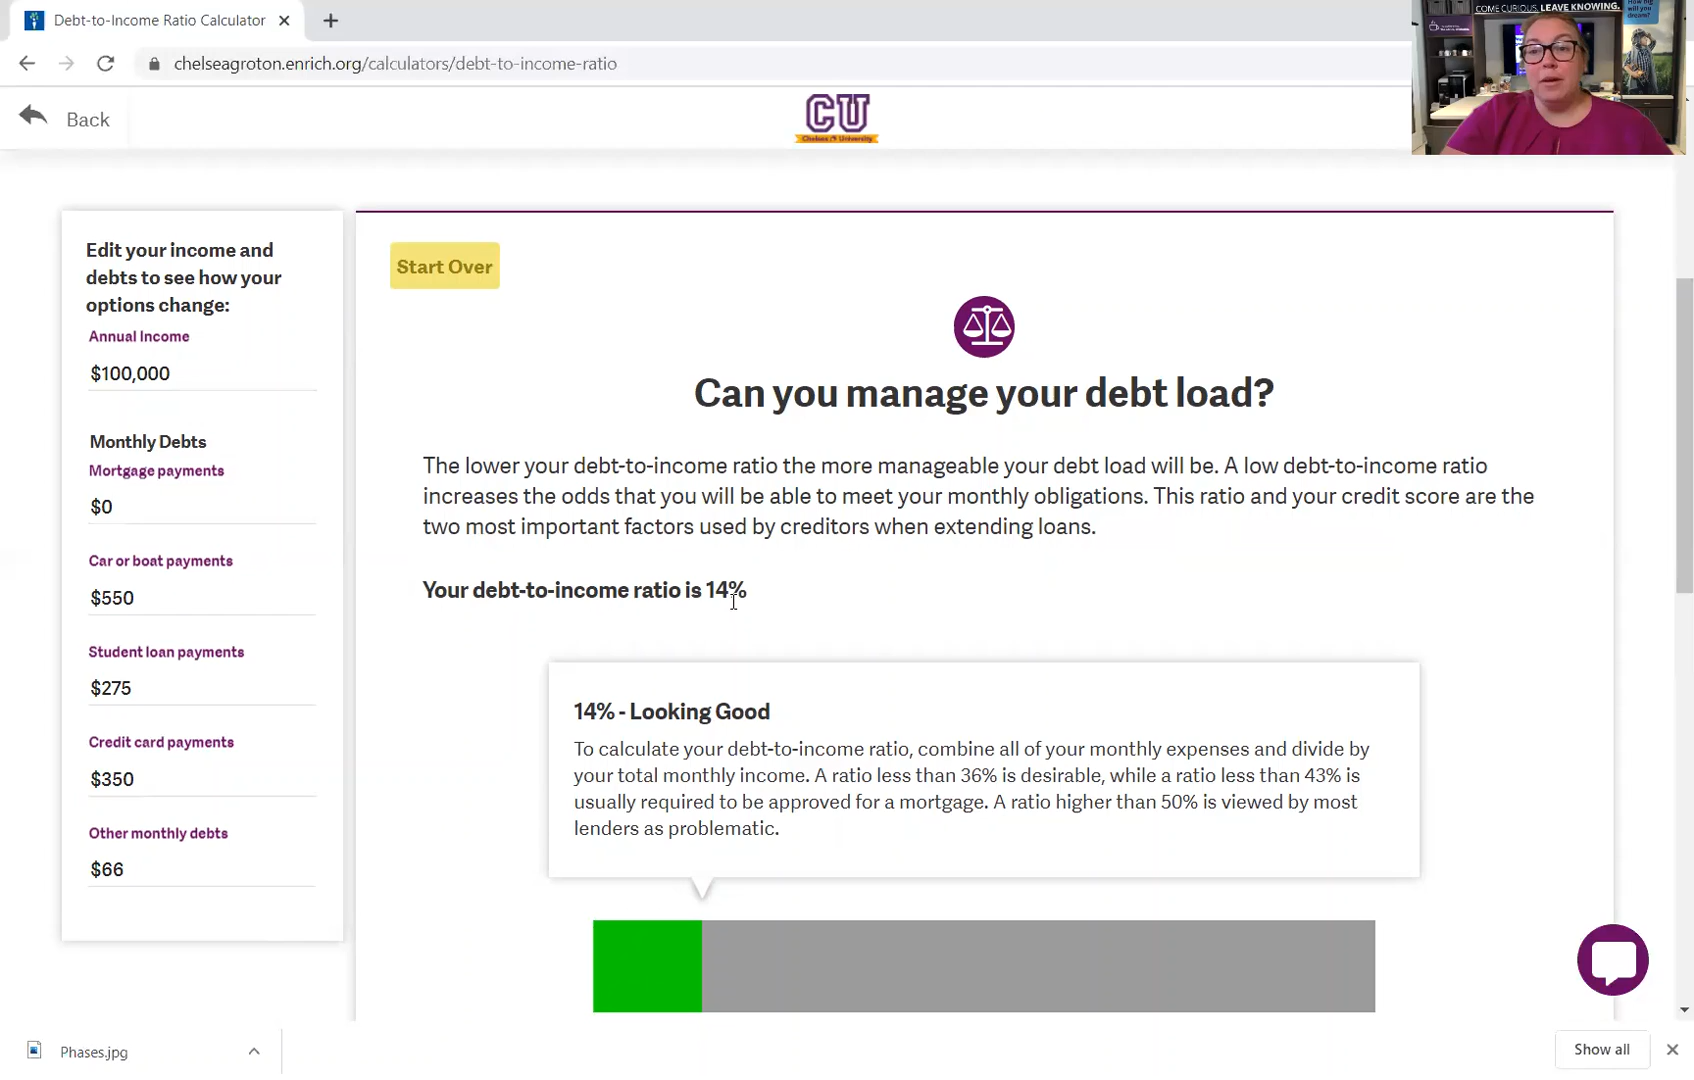 Debt-to-Income Ratio Calculator
chelseagroton.enrich.org/calculators/debt-to-income-ratio
COME CURIOUS. LEAVE KNOWING.
How big
will you
dream?
Back
CU
Chelsea University
Edit your income and
debts to see how your
options change:
Annual Income
$100,000
Monthly Debts
Mortgage payments
$0
Car or boat payments
$550
Student loan payments
$275
Credit card payments
$350
Other monthly debts
$66
Start Over
Can you manage your debt load?
The lower your debt-to-income ratio the more manageable your debt load will be. A low debt-to-income ratio
increases the odds that you will be able to meet your monthly obligations. This ratio and your credit score are the
two most important factors used by creditors when extending loans.
Your debt-to-income ratio is 14%
14% - Looking Good
To calculate your debt-to-income ratio, combine all of your monthly expenses and divide by
your total monthly income. A ratio less than 36% is desirable, while a ratio less than 43% is
usually required to be approved for a mortgage. A ratio higher than 50% is viewed by most
lenders as problematic.
Phases.jpg
Show all